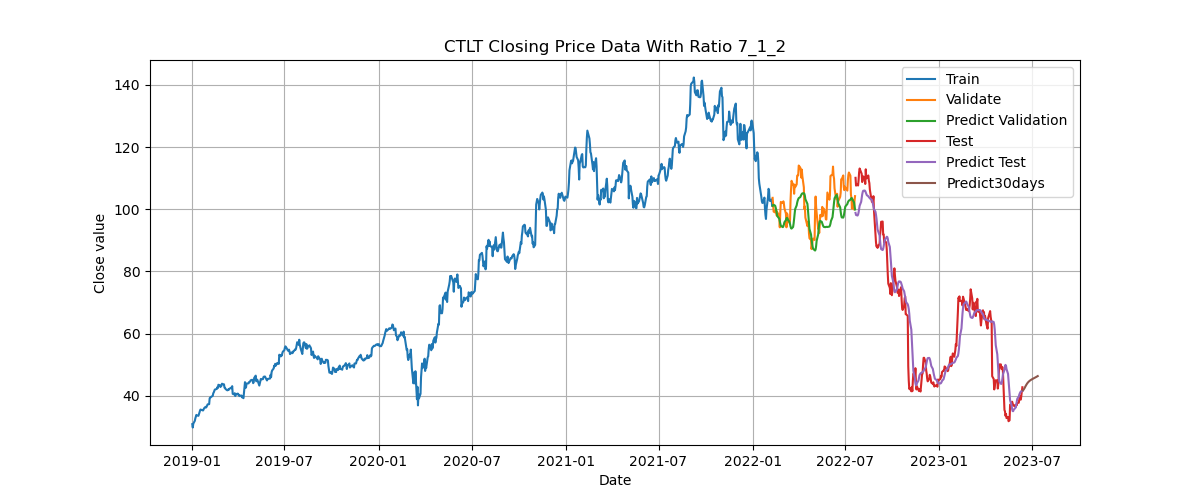 CTLT Closing Price Data With Ratio 7_1_2
Close value
140
120
100
80
60
40
Train
Validate
Predict Validation
Test
Predict Test
Predict30days
2019-01 2019-07 2020-01 2020-07 2021-01 2021-07 2022-01 2022-07 2023-01 2023-07
Date